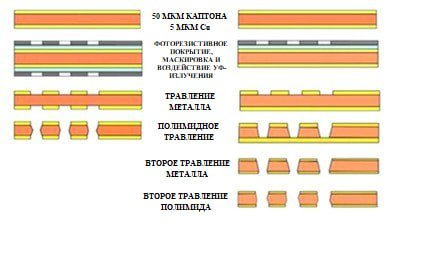 50 МКМ КАПТОНА
5 МКМ Cu
ФОТОРЕЗИСТИВНОЕ
ПОКРЫТИЕ,
МАСКИРОВКА И
ВОЗДЕЙСТВИЕ УФ-
ИЗЛУЧЕНИЯ
ТРАВЛЕНИЕ
МЕТАЛЛА
ПОЛИМИДНОЕ
ТРАВЛЕНИЕ
ВТОРОЕ ТРАВЛЕНИЕ
МЕТАЛЛА
ВТОРОЕ ТРАВЛЕНИЕ
ПОЛИМИДА